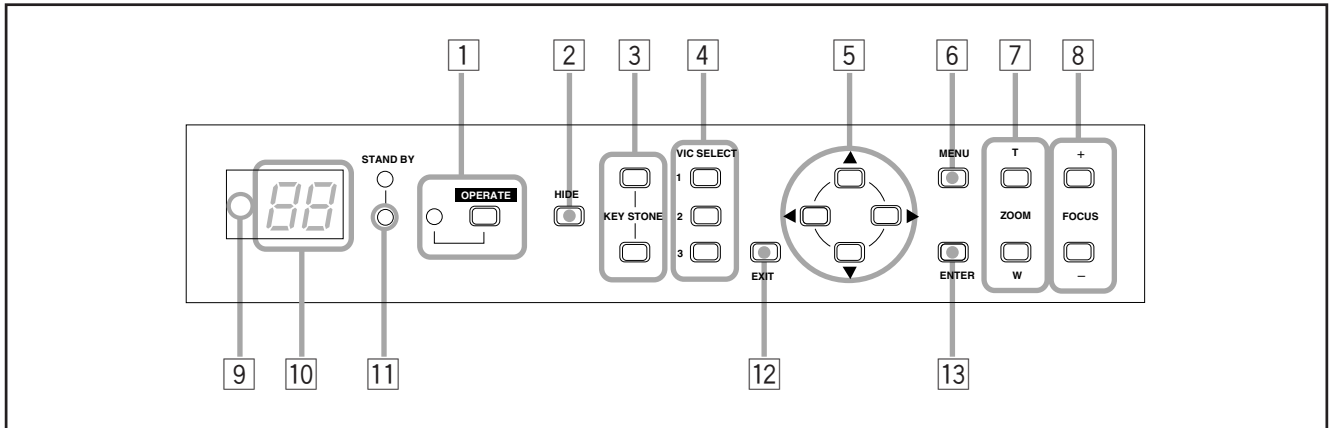 1 2 3 4 5 6 7 8
STAND BY
OPERATE
HIDE
KEY STONE
VIC SELECT
1
2
3
EXIT
▲
◀ ▶
▼
MENU
ENTER
T
ZOOM
W
+
FOCUS
–
88
9 10 11 12 13